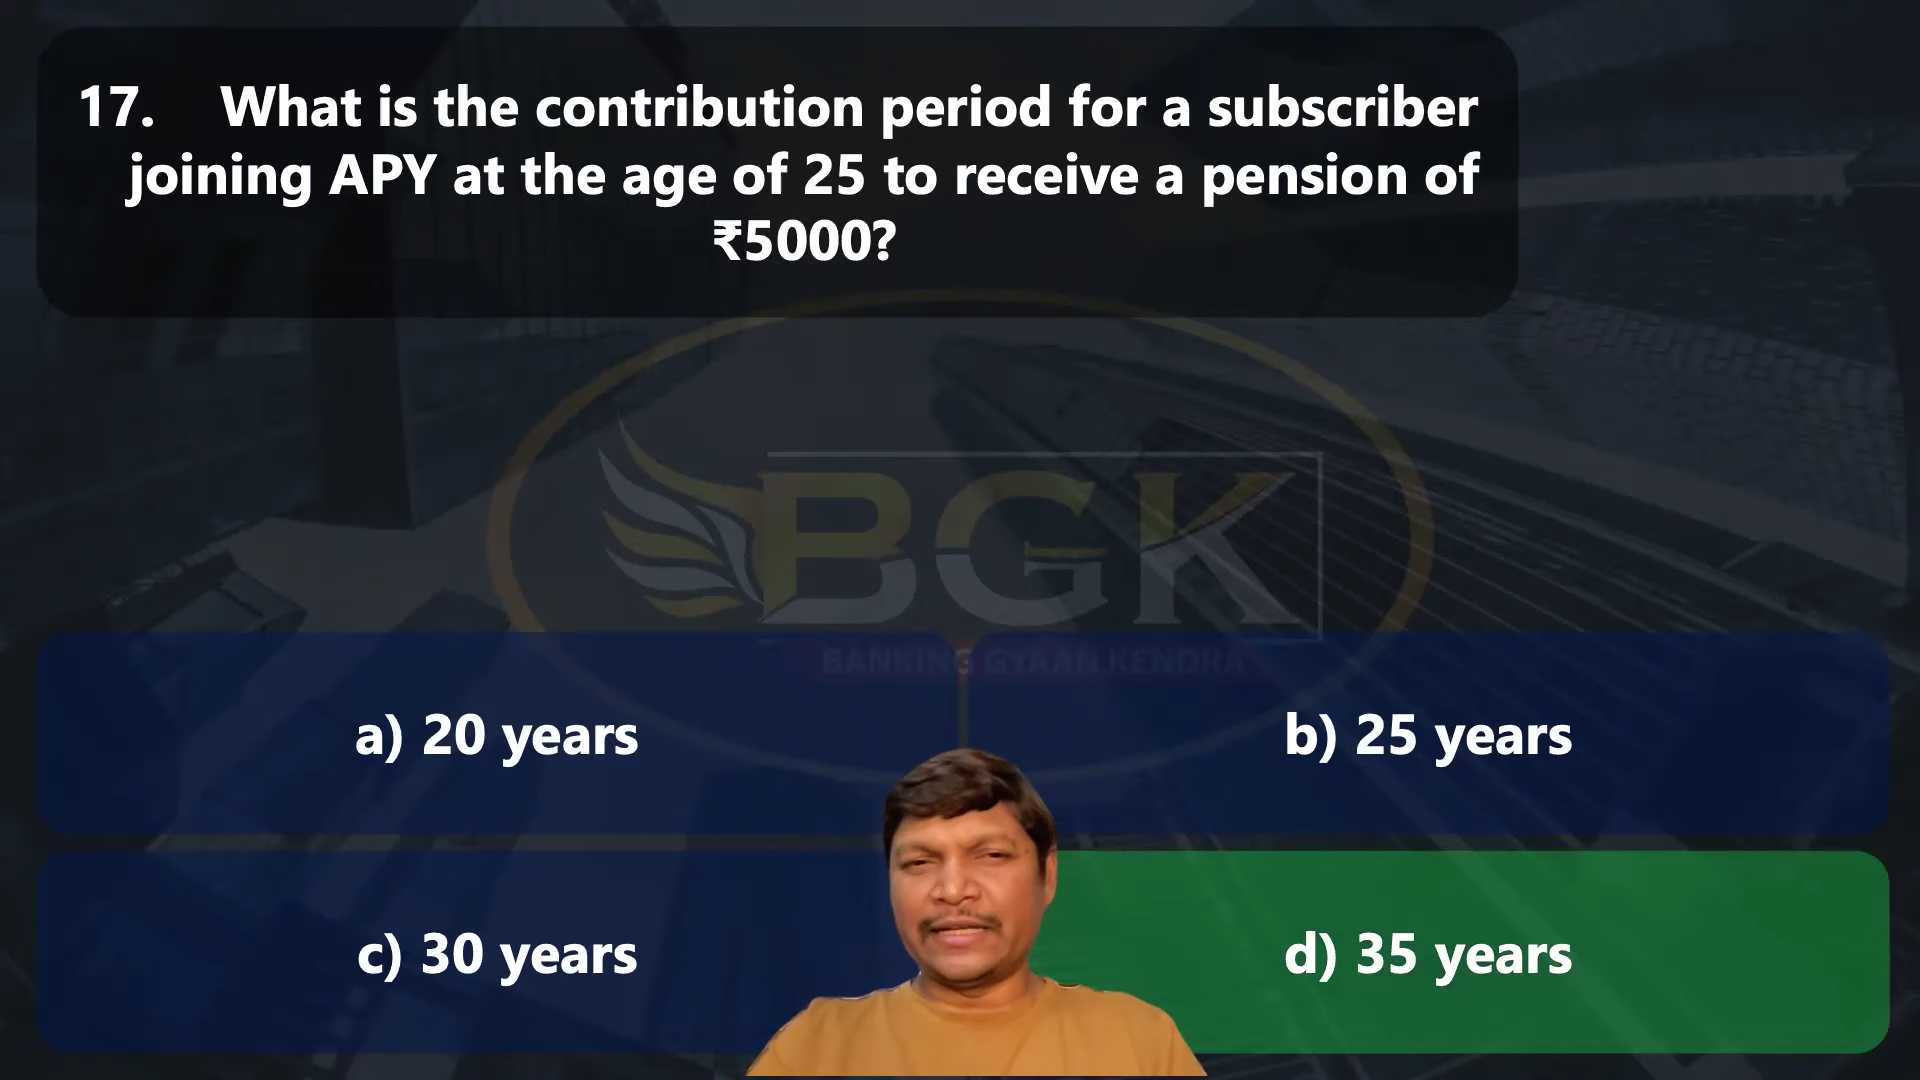 17. What is the contribution period for a subscriber
joining APY at the age of 25 to receive a pension of
₹5000?
BGK
BANKING GYAAN KENDRA
a) 20 years
b) 25 years
c) 30 years
d) 35 years